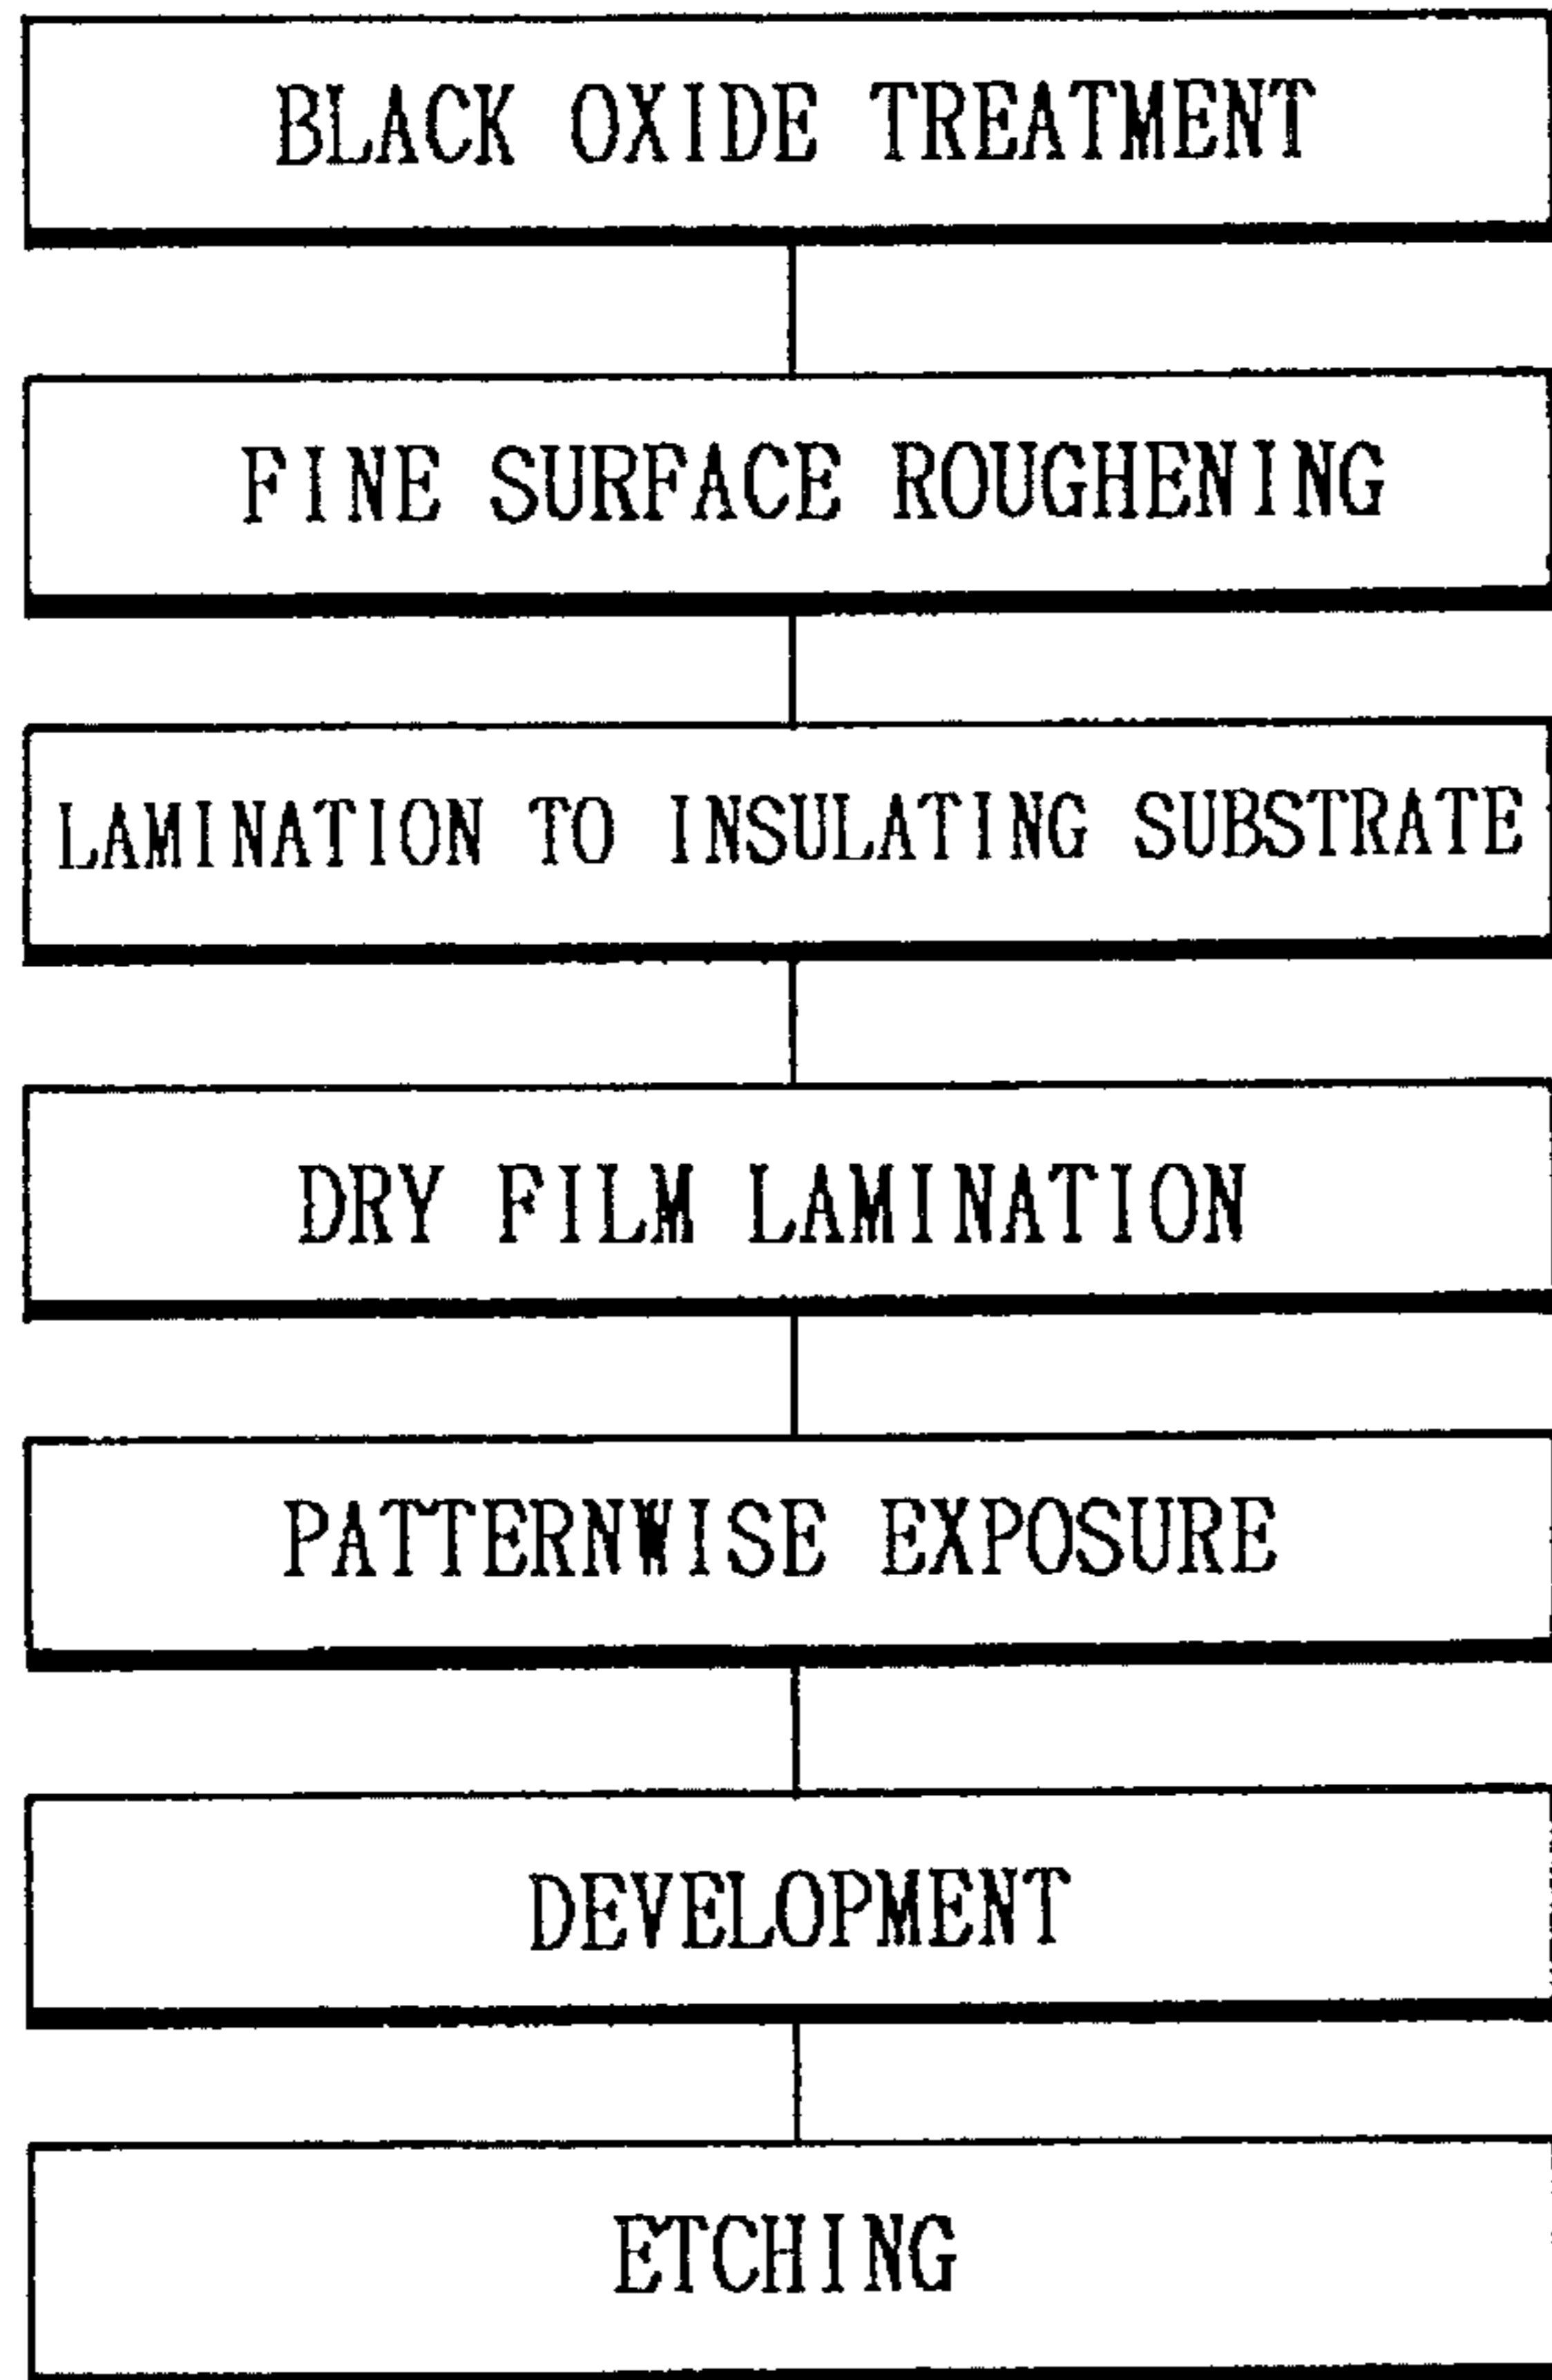 BLACK OXIDE TREATMENT
FINE SURFACE ROUGHENING
LAMINATION TO INSULATING SUBSTRATE
DRY FILM LAMINATION
PATTERNWISE EXPOSURE
DEVELOPMENT
ETCHING